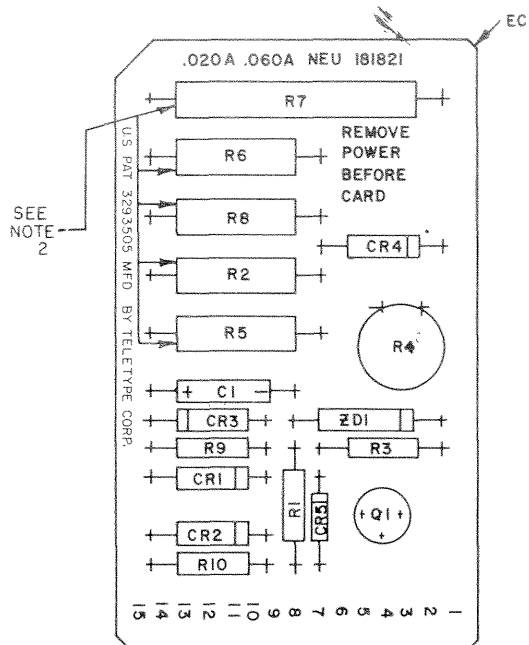 EC
.020A .060A NEU 181821
R7
R6
REMOVE
POWER
BEFORE
CARD
R8
SEE
NOTE
2
U.S PAT 3293505 MFD BY TELETYPE CORP.
CR4
R2
R5
R4
+ C1 −
CR3
ZD1
R9
R3
CR1
R1
CR5
Q1
CR2
R10
15 14 13 12 11 10 9 8 7 6 5 4 3 2 1